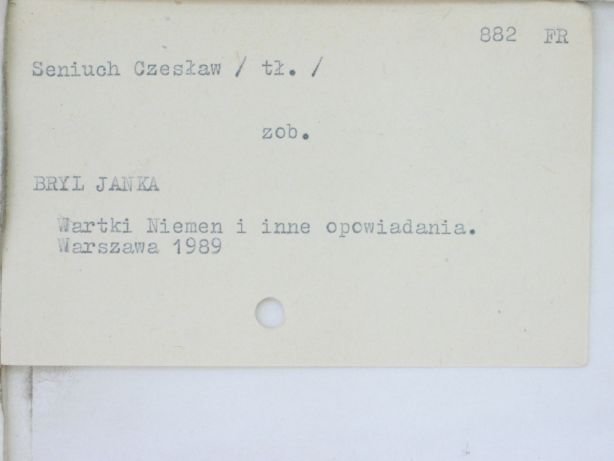 882 FR
Seniuch Czesław / tł. /
zob.
BRYL JANKA
Wartki Niemen i inne opowiadania.
Warszawa 1989